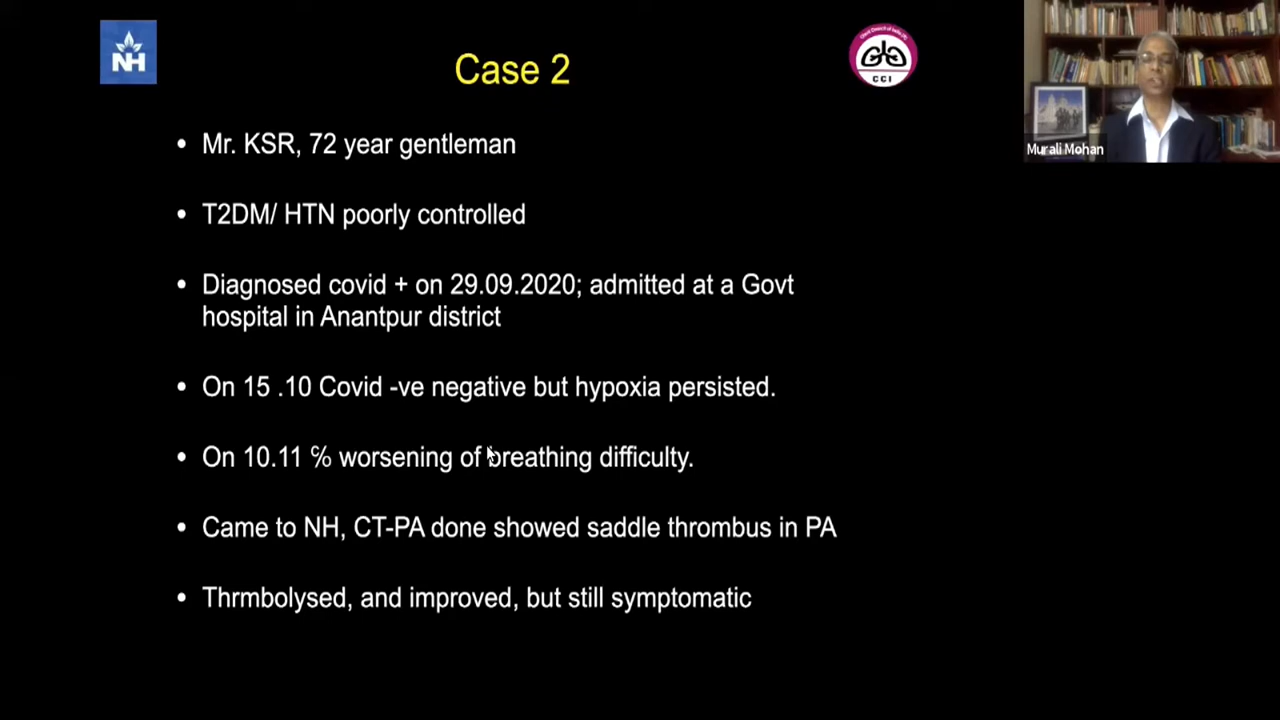 NH
Case 2
CCI
Murali Mohan
• Mr. KSR, 72 year gentleman
• T2DM/ HTN poorly controlled
• Diagnosed covid + on 29.09.2020; admitted at a Govt
hospital in Anantpur district
• On 15 .10 Covid -ve negative but hypoxia persisted.
• On 10.11 ℅ worsening of breathing difficulty.
• Came to NH, CT-PA done showed saddle thrombus in PA
• Thrmbolysed, and improved, but still symptomatic